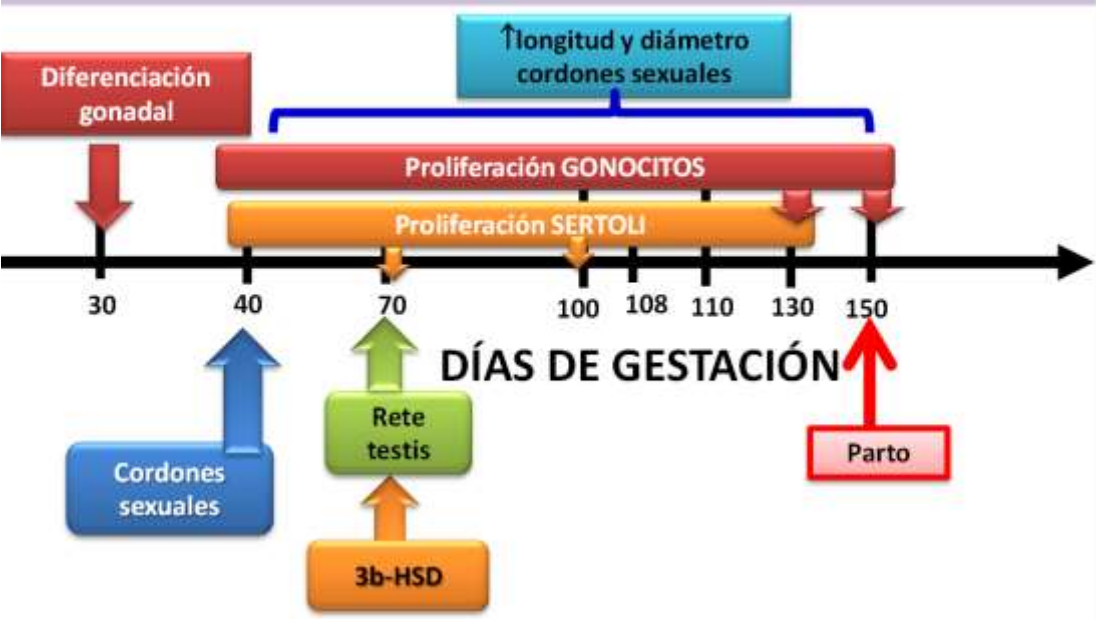 ↑longitud y diámetro
cordones sexuales
Diferenciación
gonadal
Proliferación GONOCITOS
Proliferación SERTOLI
30 40 70 100 108 110 130 150
DÍAS DE GESTACIÓN
Rete
testis
Parto
Cordones
sexuales
3b-HSD